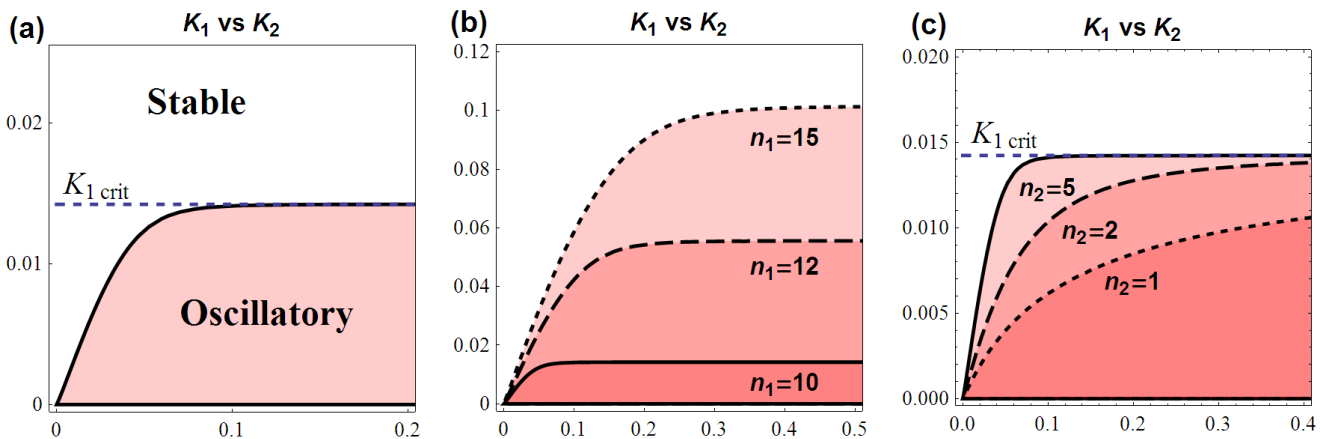 (a)
K1 vs K2
Stable
0.02
K1 crit
0.01
Oscillatory
0
0 0.1 0.2
(b)
K1 vs K2
0.12
0.1
n1=15
0.08
0.06
n1=12
0.04
0.02
n1=10
0
0 0.1 0.2 0.3 0.4 0.5
(c)
K1 vs K2
0.020
0.015
K1 crit
n2=5
0.010
n2=2
n2=1
0.005
0.000
0.0 0.1 0.2 0.3 0.4